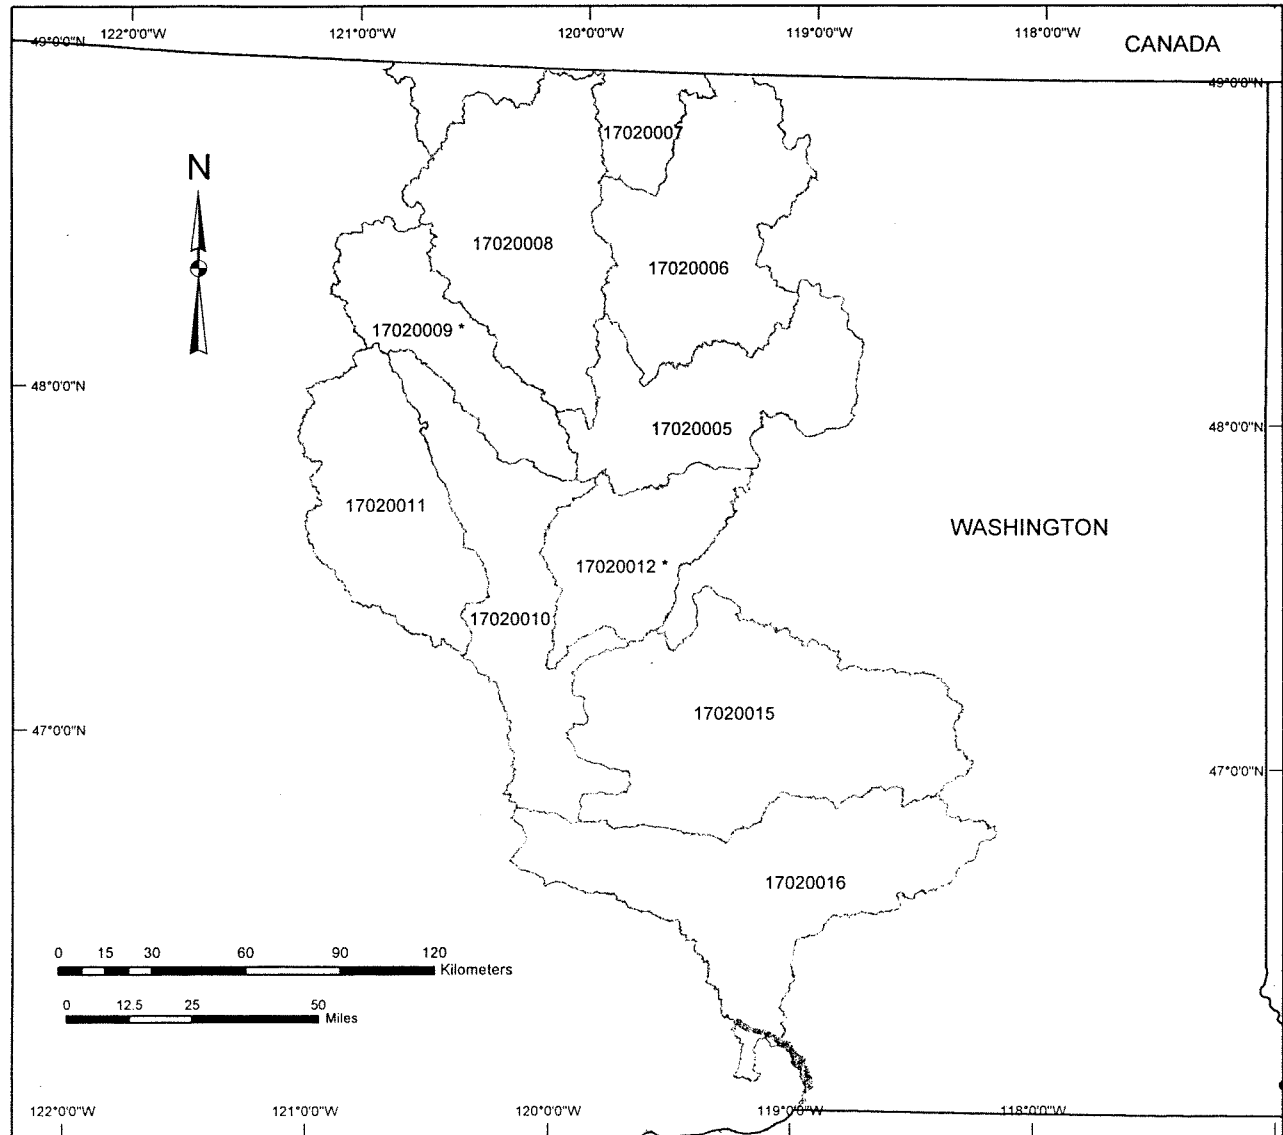 122°0'0"W 121°0'0"W 120°0'0"W 119°0'0"W 118°0'0"W
CANADA
49°0'0"N 49°0'0"N
17020007
N
17020008
17020006
17020009 *
48°0'0"N
17020005
48°0'0"N
17020011
WASHINGTON
17020012 *
17020010
17020015
47°0'0"N
47°0'0"N
17020016
0 15 30 60 90 120
Kilometers
0 12.5 25 50
Miles
122°0'0"W 121°0'0"W 120°0'0"W 119°0'0"W 118°0'0"W